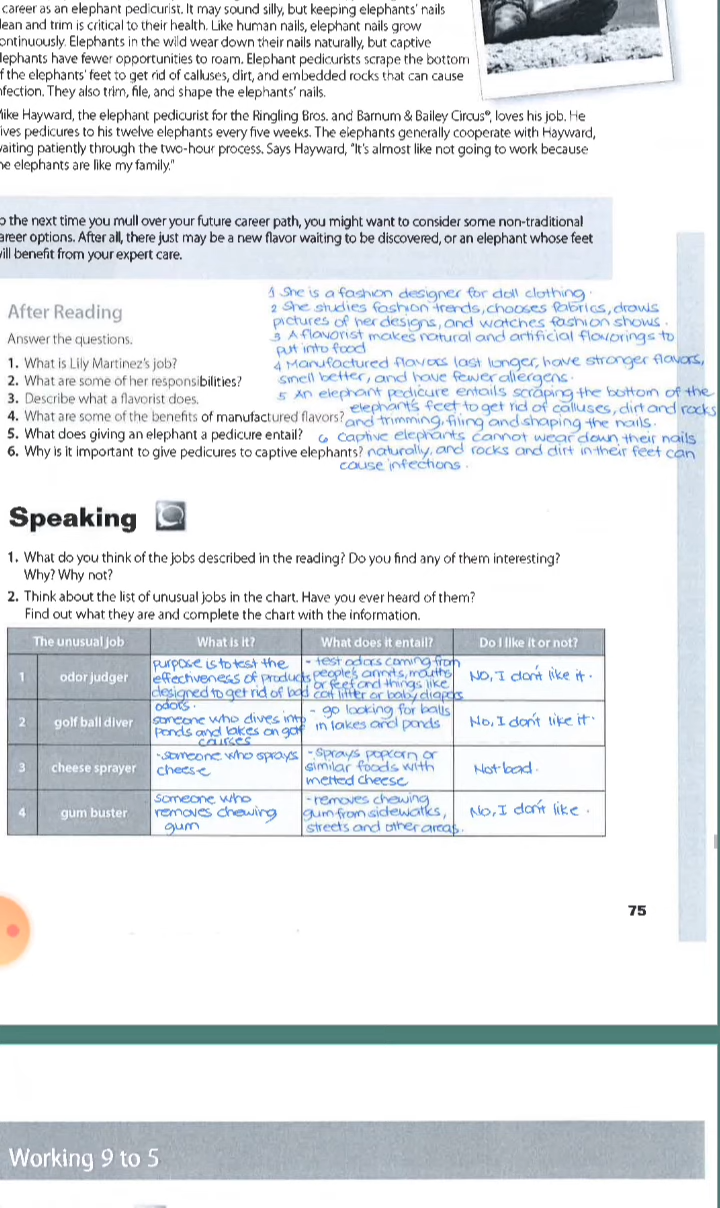 career as an elephant pedicurist. It may sound silly, but keeping elephants' nails
lean and trim is critical to their health. Like human nails, elephant nails grow
ontinuously. Elephants in the wild wear down their nails naturally, but captive
lephants have fewer opportunities to roam. Elephant pedicurists scrape the bottom
f the elephants' feet to get rid of calluses, dirt, and embedded rocks that can cause
nfection. They also trim, file, and shape the elephants' nails.
Mike Hayward, the elephant pedicurist for the Ringling Bros. and Barnum & Bailey Circus®, loves his job. He
ives pedicures to his twelve elephants every five weeks. The elephants generally cooperate with Hayward,
waiting patiently through the two-hour process. Says Hayward, "It's almost like not going to work because
he elephants are like my family."
o the next time you mull over your future career path, you might want to consider some non-traditional
areer options. After all, there just may be a new flavor waiting to be discovered, or an elephant whose feet
vill benefit from your expert care.
After Reading
Answer the questions.
1. What is Lily Martinez's job?
2. What are some of her responsibilities?
3. Describe what a flavorist does.
4. What are some of the benefits of manufactured flavors?
5. What does giving an elephant a pedicure entail?
6. Why is it important to give pedicures to captive elephants?
1 She is a fashion designer for doll clothing.
2 She studies fashion trends, chooses fabrics, draws
pictures of her designs, and watches fashion shows.
3 A flavorist makes natural and artificial flavorings to
put into food
4 Manufactured flavors last longer, have stronger flavors,
smell better, and have fewer allergens.
5 An elephant pedicure entails scraping the bottom of the
elephant's feet to get rid of calluses, dirt and rocks
and trimming, filing and shaping the nails.
6 captive elephants cannot wear down their nails
naturally, and rocks and dirt in their feet can
cause infections.
Speaking
1. What do you think of the jobs described in the reading? Do you find any of them interesting?
Why? Why not?
2. Think about the list of unusual jobs in the chart. Have you ever heard of them?
Find out what they are and complete the chart with the information.
The unusual job
What is it?
What does it entail?
Do I like it or not?
1
odor judger
purpose is to test the
effectiveness of products
designed to get rid of bad
odors.
- test odors coming from
people's armits, mouths
or feet and things like
cat litter or baby diapers
No, I don't like it.
2
golf ball diver
someone who dives into
ponds and lakes on golf
courses
- go looking for balls
in lakes and ponds
No, I don't like it.
3
cheese sprayer
-someone who sprays
cheese
- sprays popcorn or
similar foods with
melted cheese
Not bad.
4
gum buster
someone who
removes chewing
gum
- removes chewing
gum from sidewalks,
streets and other areas.
No, I don't like.
75
Working 9 to 5